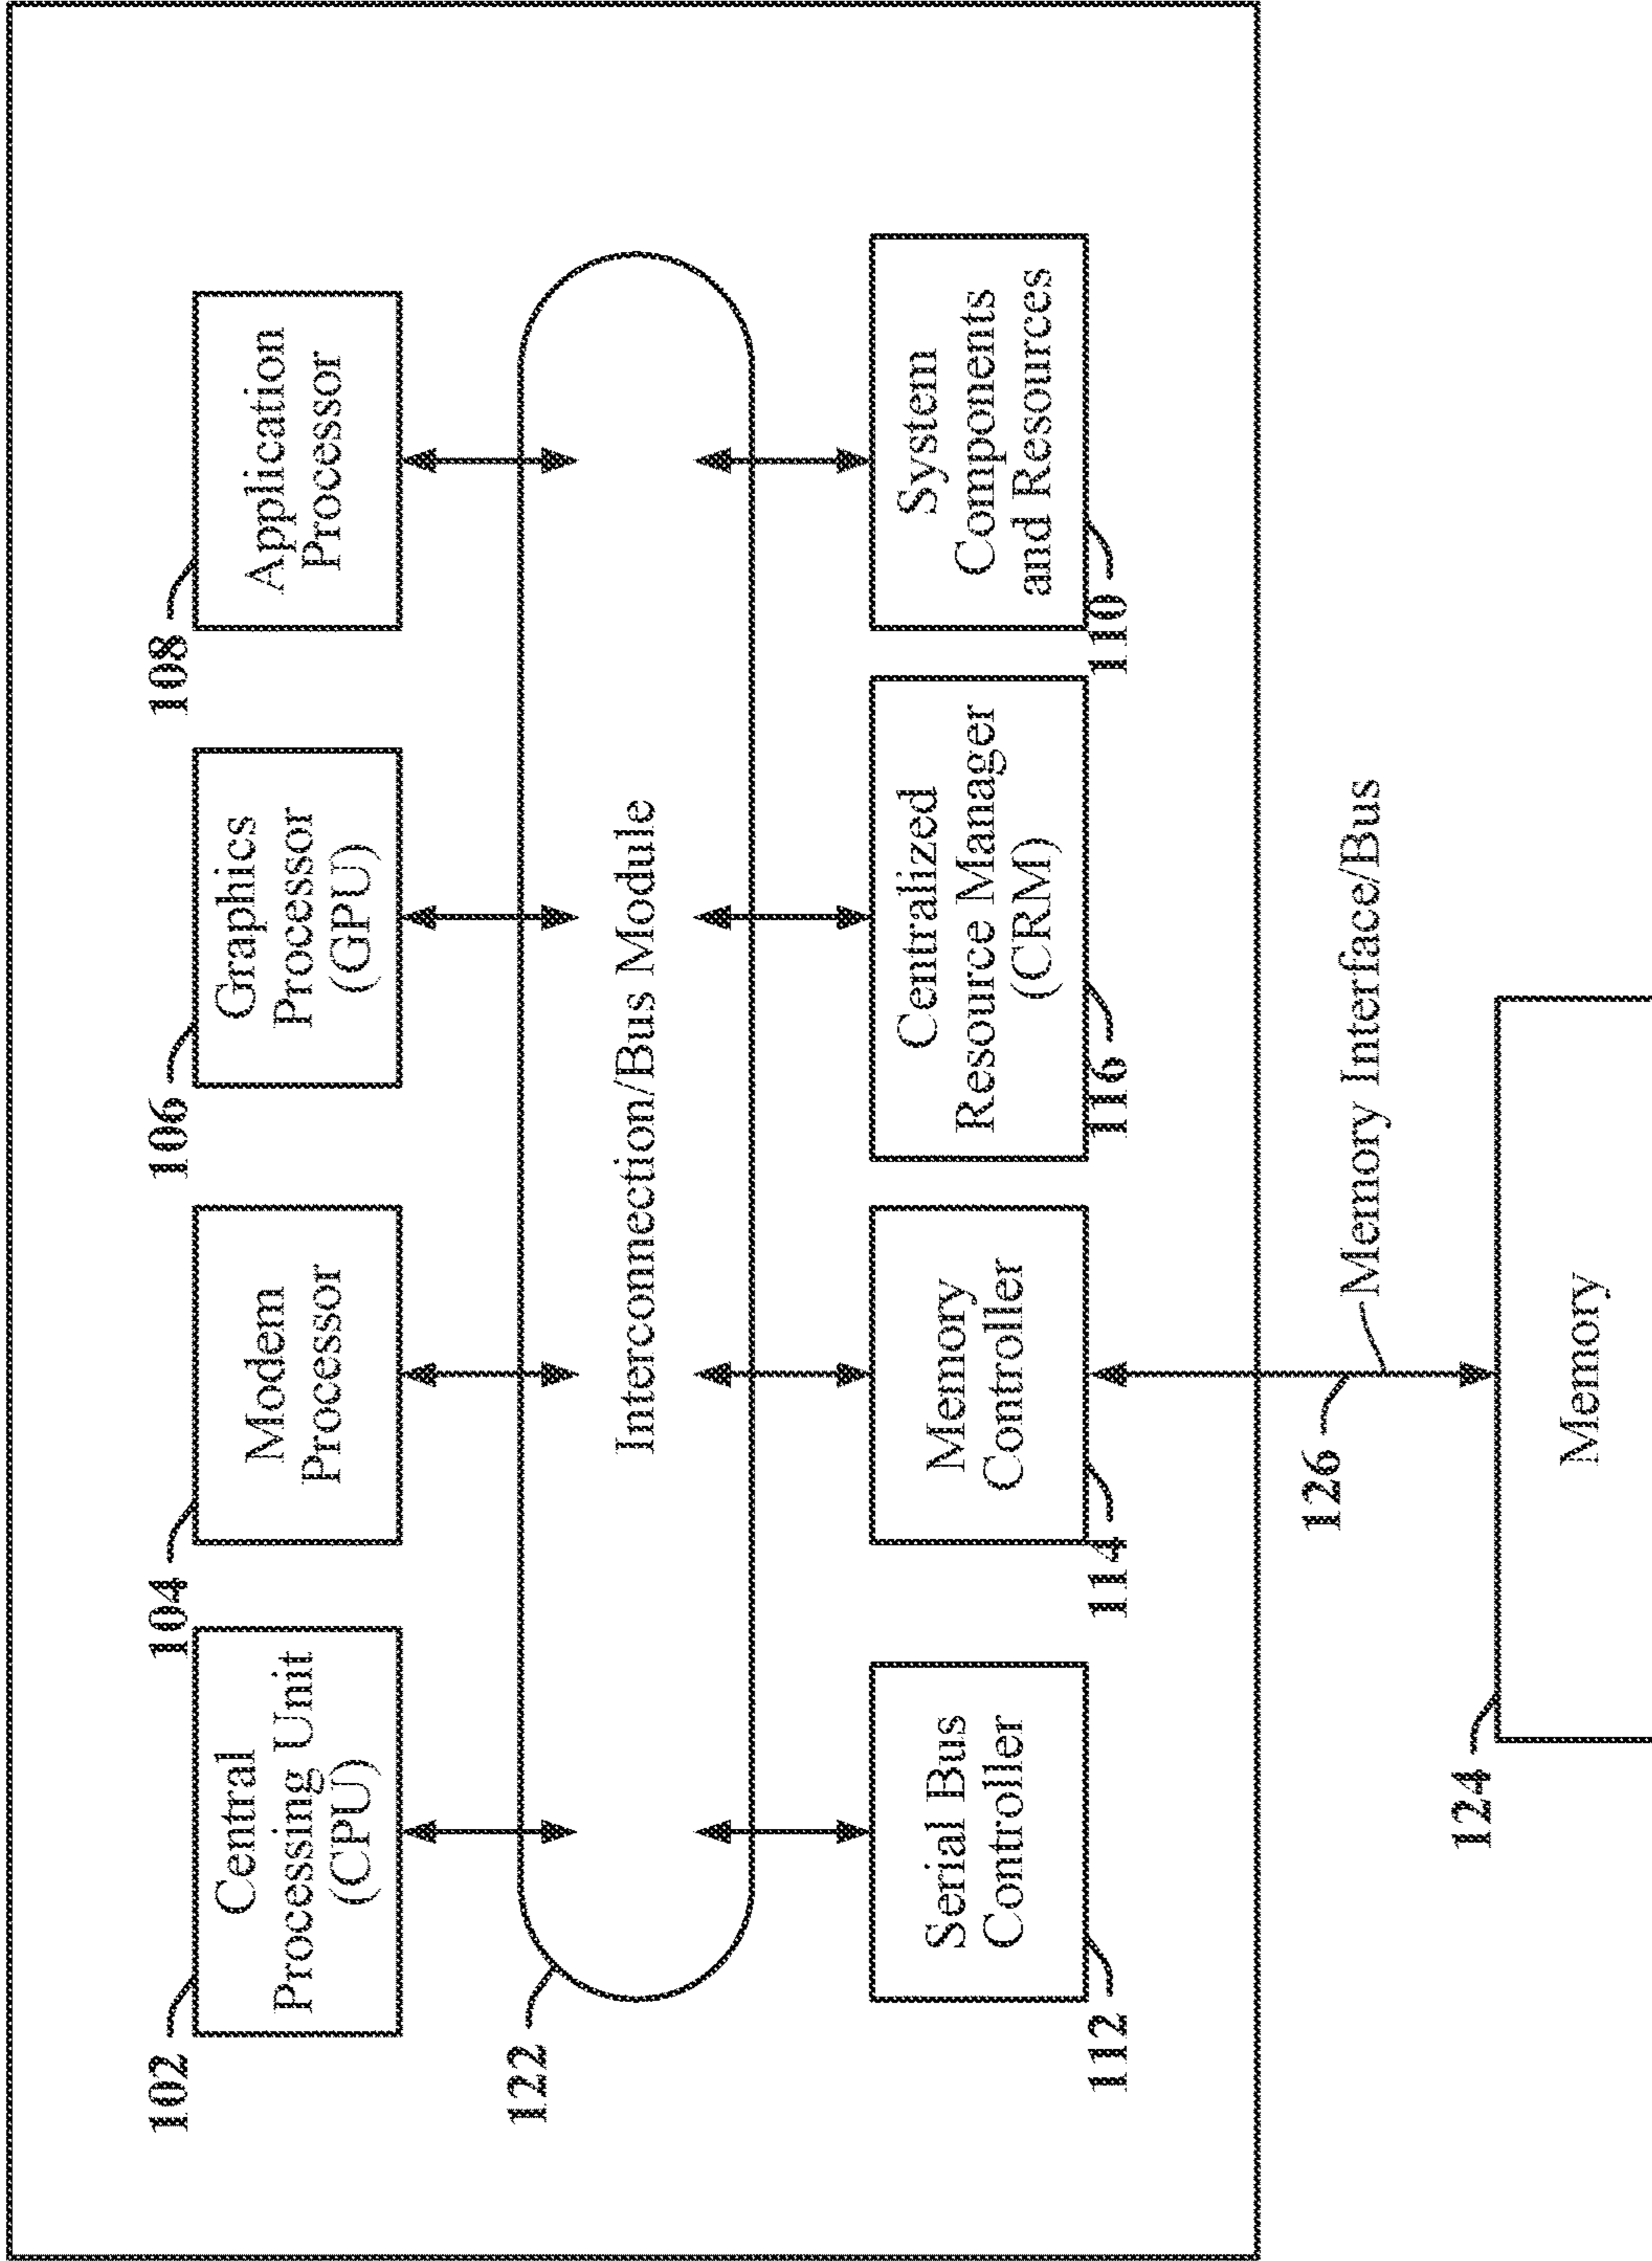 102
Central
Processing Unit
(CPU)
104
Modem
Processor
106
Graphics
Processor
(GPU)
108
Application
Processor
122
Interconnection/Bus Module
112
Serial Bus
Controller
114
Memory
Controller
116
Centralized
Resource Manager
(CRM)
110
System
Components
and Resources
126
Memory Interface/Bus
124
Memory